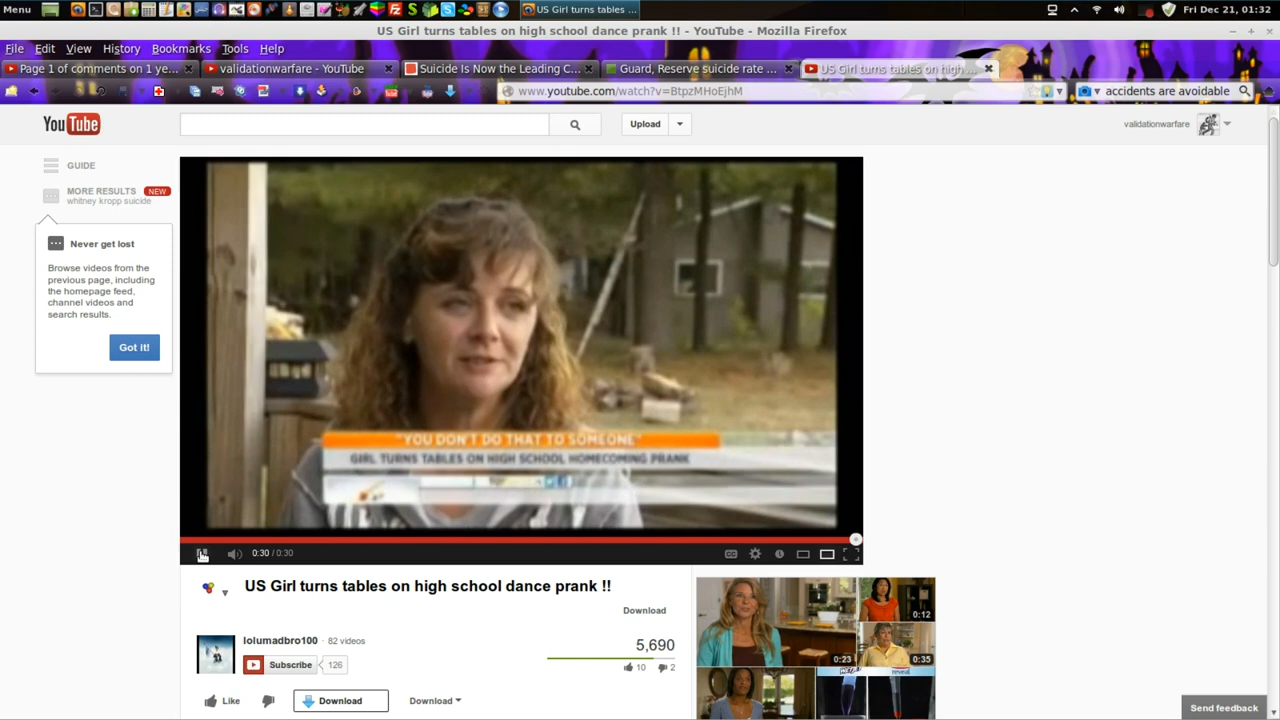 Menu
US Girl turns tables ...
Fri Dec 21, 01:32
US Girl turns tables on high school dance prank !! - YouTube - Mozilla Firefox
File Edit View History Bookmarks Tools Help
Page 1 of comments on 1 ye...
validationwarfare - YouTube
Suicide Is Now the Leading C...
Guard, Reserve suicide rate ...
US Girl turns tables on high ...
www.youtube.com/watch?v=BtpzMHoEjhM
accidents are avoidable
YouTube
Upload
validationwarfare
GUIDE
MORE RESULTS NEW
whitney kropp suicide
Never get lost
Browse videos from the
previous page, including
the homepage feed,
channel videos and
search results.
Got it!
"YOU DON'T DO THAT TO SOMEONE"
GIRL TURNS TABLES ON HIGH SCHOOL HOMECOMING PRANK
0:30 / 0:30
CC
US Girl turns tables on high school dance prank !!
Download
lolumadbro100 · 82 videos
5,690
Subscribe 126
10 2
Like
Download
Download
0:12
0:23
0:35
reveal
Send feedback